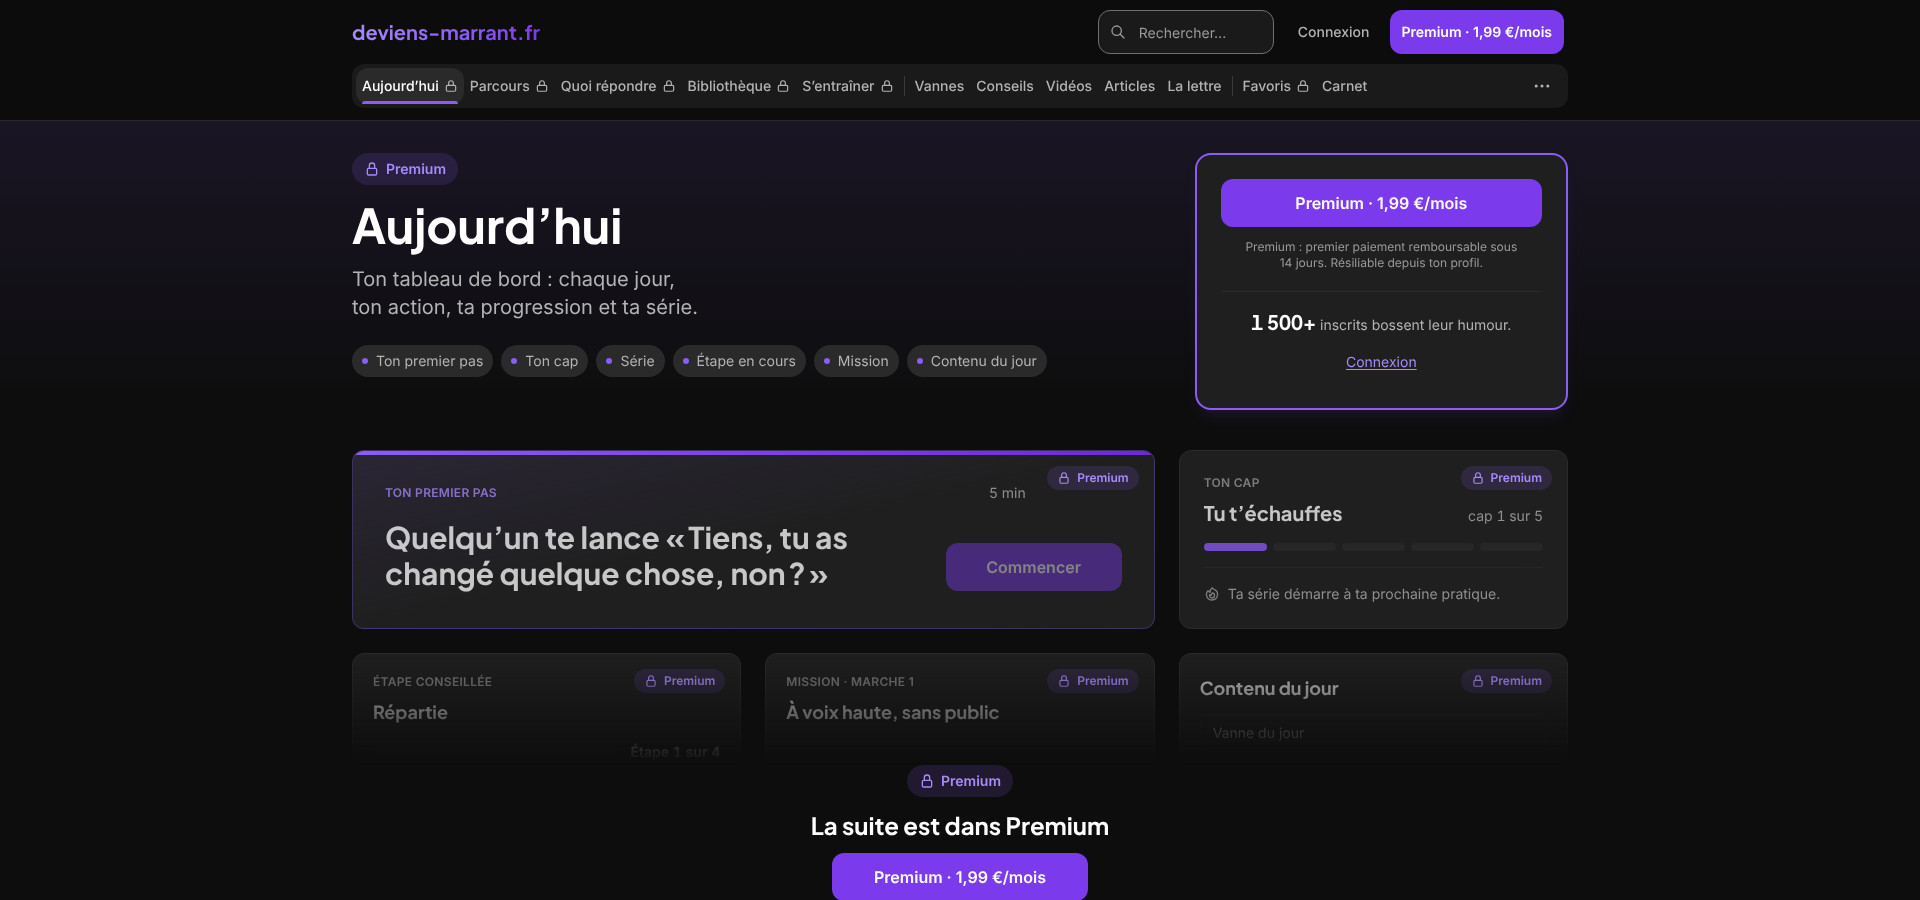 deviens-marrant.fr
Rechercher...
Connexion
Premium · 1,99 €/mois
Aujourd’hui
Parcours
Quoi répondre
Bibliothèque
S’entraîner
Vannes
Conseils
Vidéos
Articles
La lettre
Favoris
Carnet
Premium
Aujourd’hui
Ton tableau de bord : chaque jour,
ton action, ta progression et ta série.
Ton premier pas
Ton cap
Série
Étape en cours
Mission
Contenu du jour
Premium · 1,99 €/mois
Premium : premier paiement remboursable sous
14 jours. Résiliable depuis ton profil.
1 500+ inscrits bossent leur humour.
Connexion
TON PREMIER PAS
5 min
Premium
Quelqu’un te lance « Tiens, tu as
changé quelque chose, non ? »
Commencer
TON CAP
Premium
Tu t’échauffes
cap 1 sur 5
Ta série démarre à ta prochaine pratique.
ÉTAPE CONSEILLÉE
Premium
Répartie
Étape 1 sur 4
MISSION · MARCHE 1
Premium
À voix haute, sans public
Contenu du jour
Premium
Vanne du jour
Premium
La suite est dans Premium
Premium · 1,99 €/mois